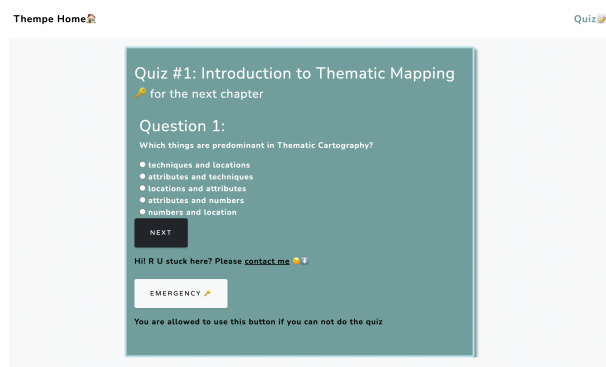 Thempe Home🏠
Quiz📝
Quiz #1: Introduction to Thematic Mapping
🔑 for the next chapter
Question 1:
Which things are predominant in Thematic Cartography?
techniques and locations
attributes and techniques
locations and attributes
attributes and numbers
numbers and location
NEXT
Hi! R U stuck here? Please contact me
EMERGENCY 🔑
You are allowed to use this button if you can not do the quiz